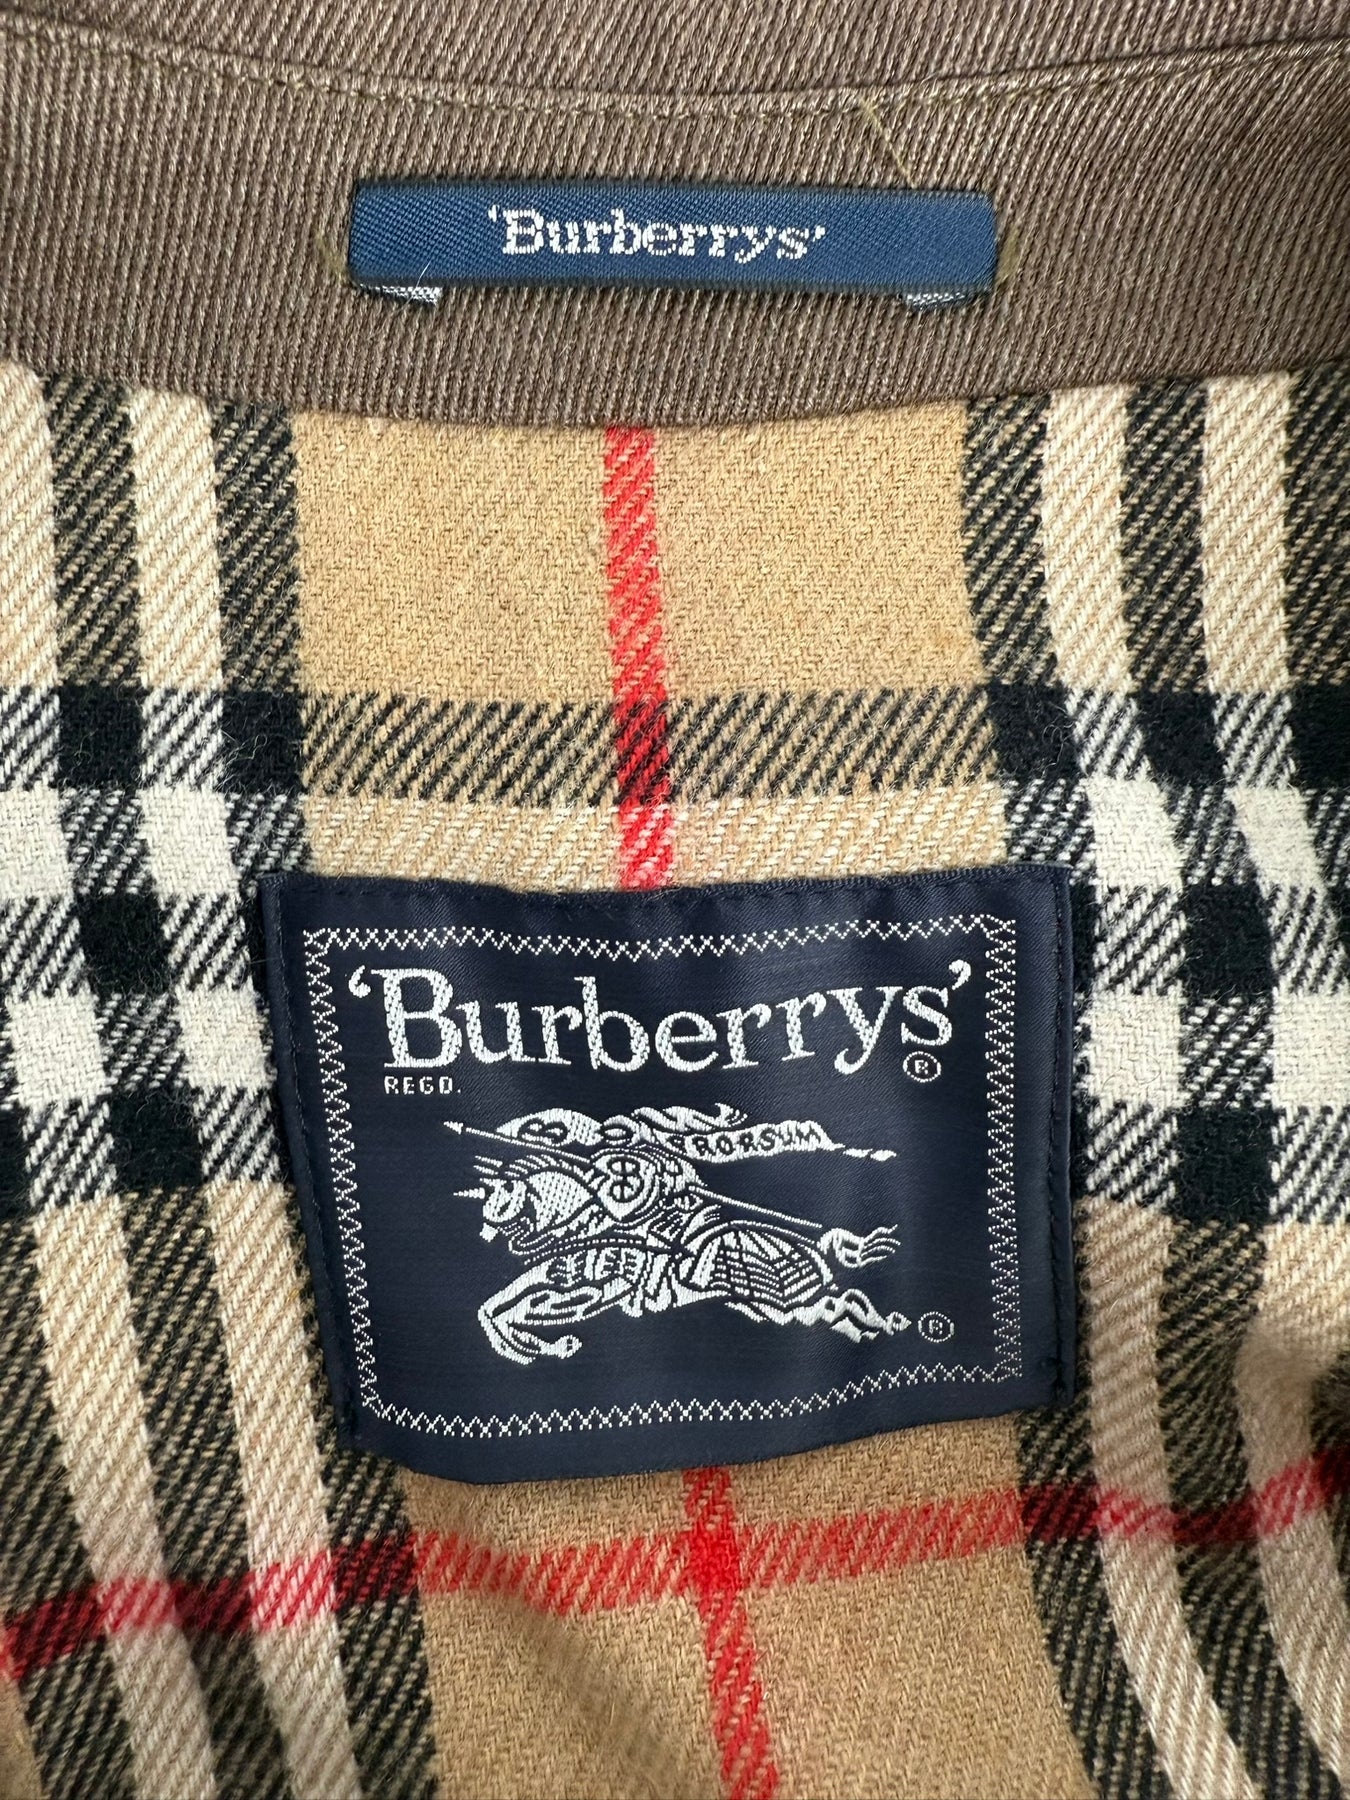 ‘Burberrys’
‘Burberrys’
REGD. ®
PRORSUM
B
®